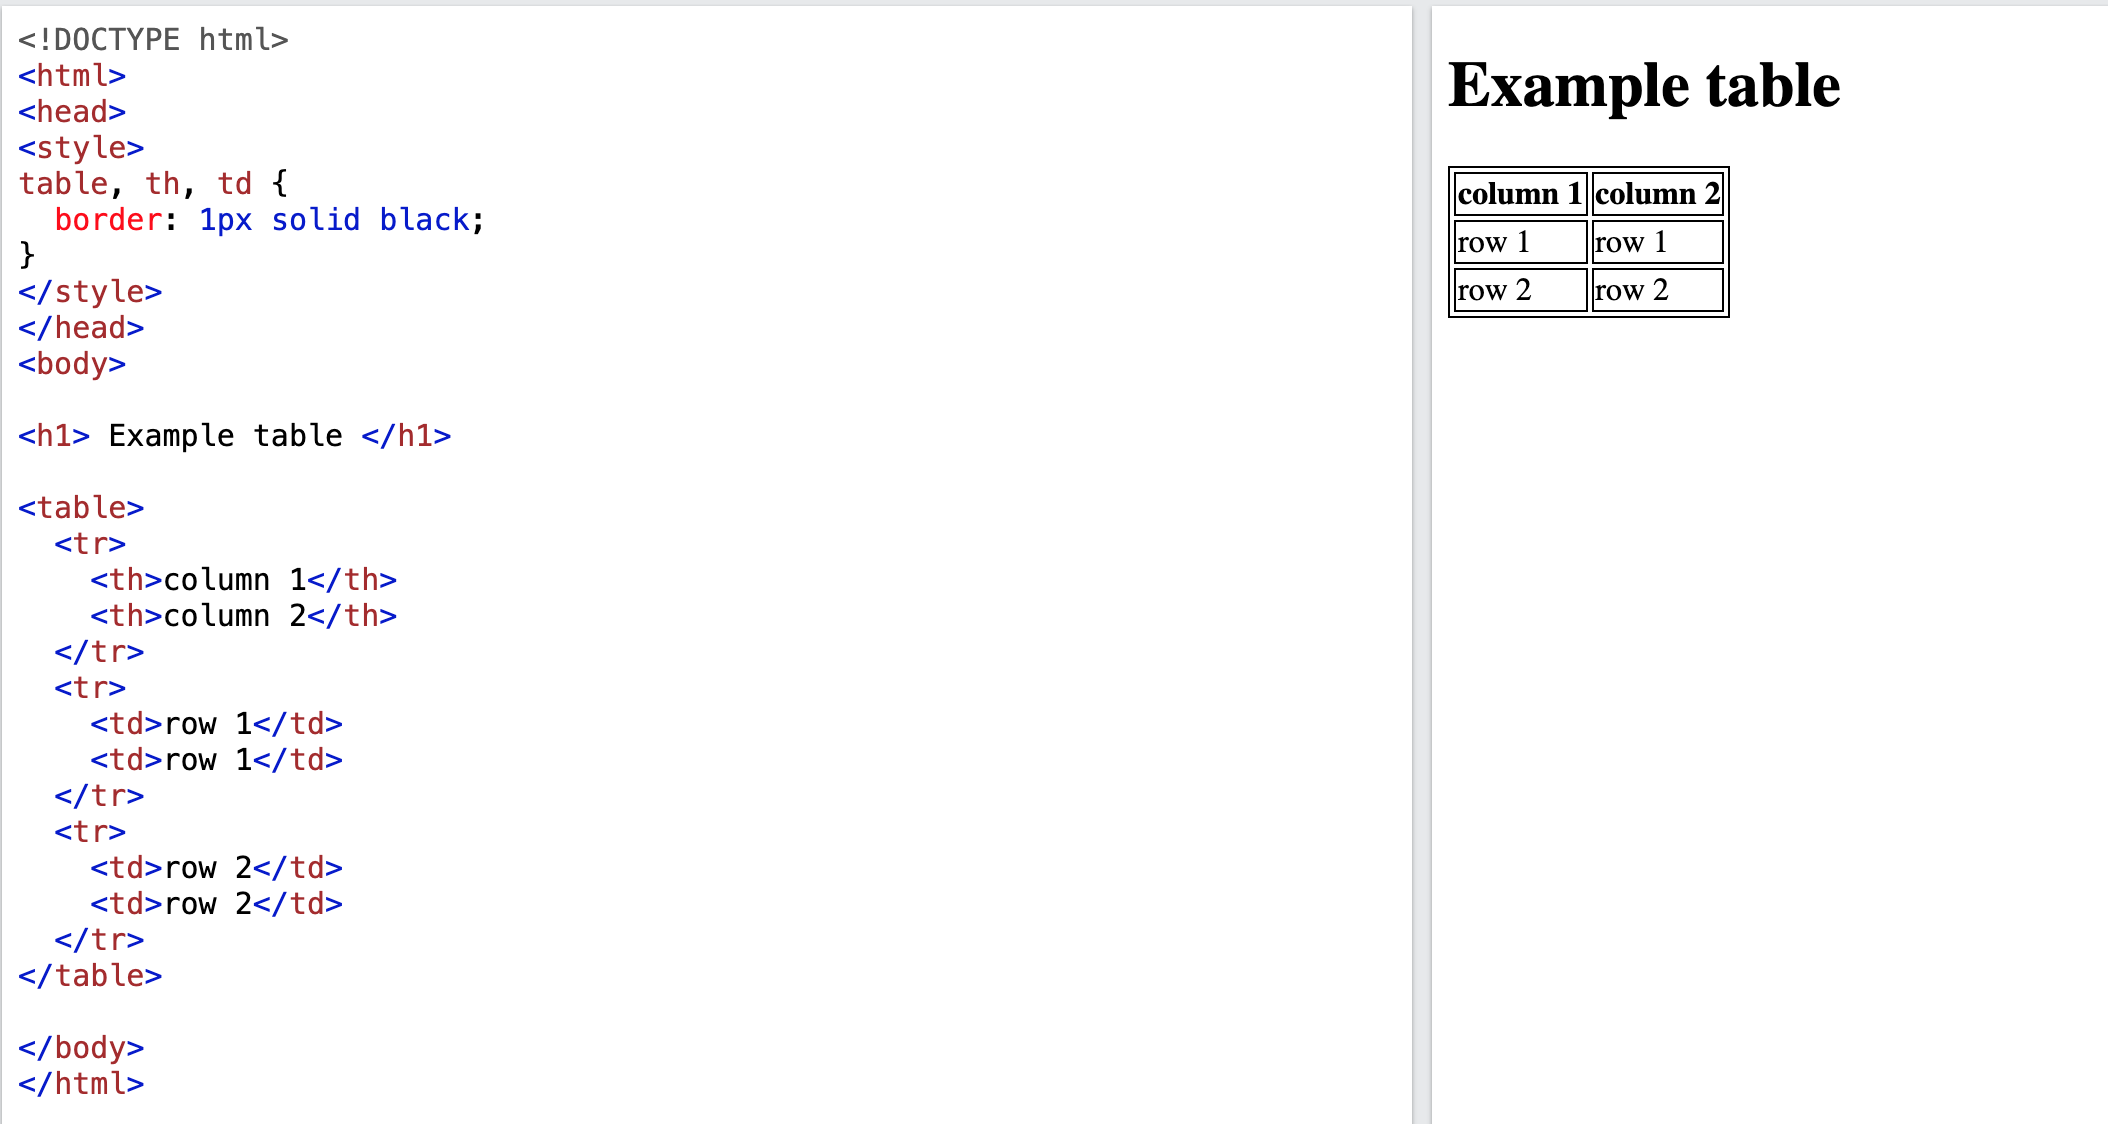 <!DOCTYPE html>
<html>
<head>
<style>
table, th, td {
  border: 1px solid black;
}
</style>
</head>
<body>

<h1> Example table </h1>

<table>
  <tr>
    <th>column 1</th>
    <th>column 2</th>
  </tr>
  <tr>
    <td>row 1</td>
    <td>row 1</td>
  </tr>
  <tr>
    <td>row 2</td>
    <td>row 2</td>
  </tr>
</table>

</body>
</html>
Example table
column 1 column 2
row 1 row 1
row 2 row 2